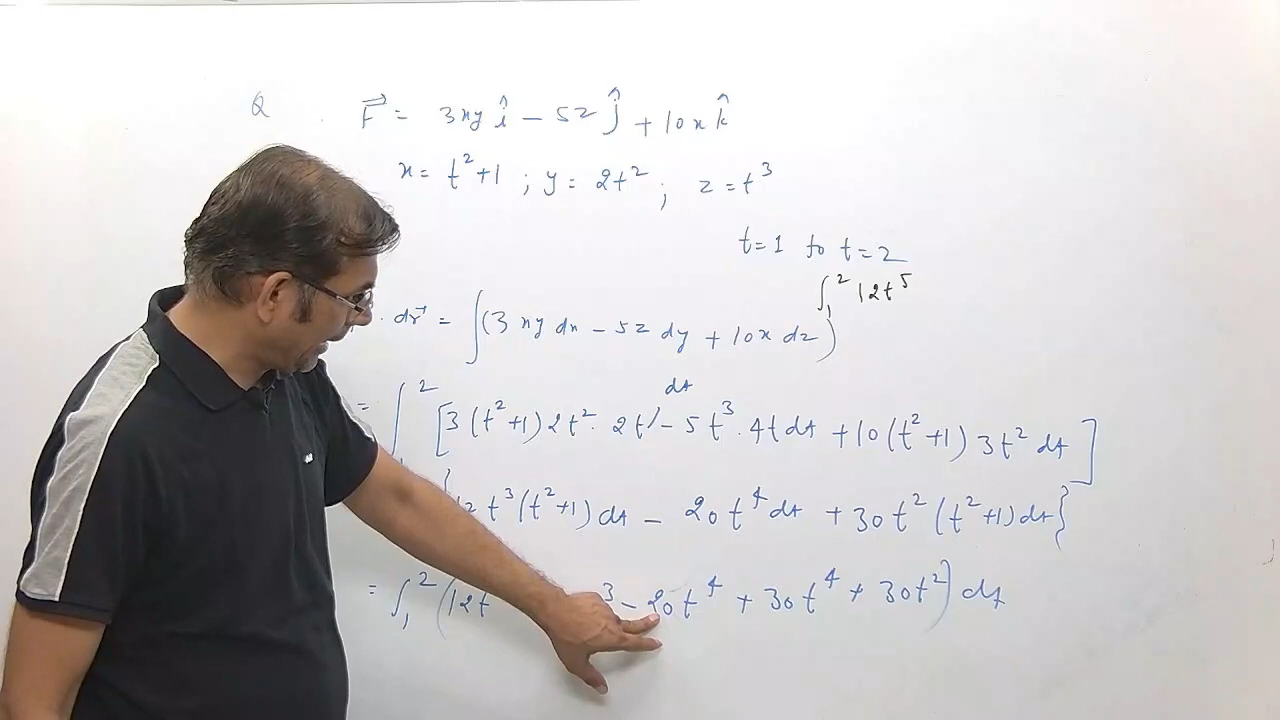 Q F⃗ = 3xy î − 5z ĵ + 10x k̂
x = t² + 1 ; y = 2t² ; z = t³
t = 1 to t = 2
∫₁² 12t⁵
. dr⃗ = ∫(3xy dx − 5z dy + 10x dz)
= ∫ ² [3(t²+1)2t² . 2t dt − 5t³ . 4t dt + 10(t²+1) 3t² dt]
t³(t²+1)dt − 20t⁴dt + 30t²(t²+1)dt}
= ∫₁² (12t ³ − 20t⁴ + 30t⁴ + 30t²) dt